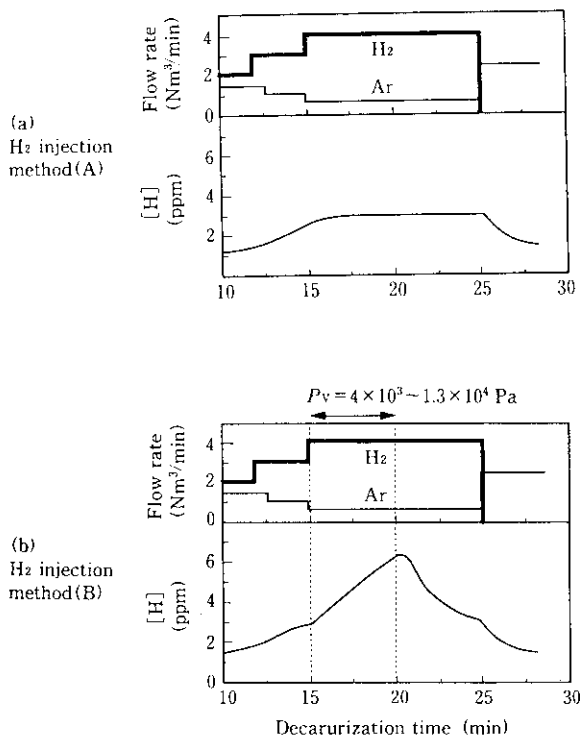 (a)
H2 injection
method(A)
Flow rate
(Nm³/min)
4
2
0
H2
Ar
[H]
(ppm)
6
4
2
10
15
20
25
30
Pv = 4×10³~1.3×10⁴ Pa
(b)
H2 injection
method(B)
Flow rate
(Nm³/min)
4
2
0
H2
Ar
[H]
(ppm)
6
4
2
0
10
15
20
25
30
Decarurization time (min)